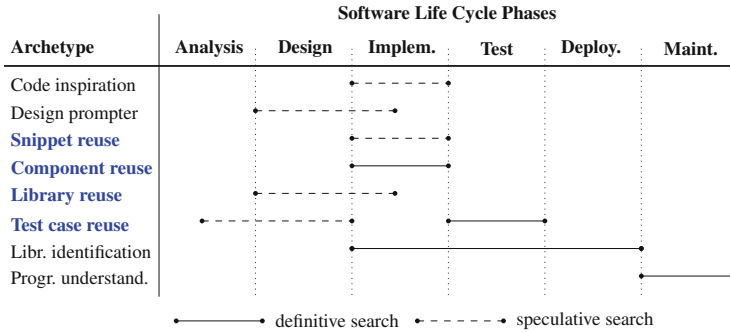 Software Life Cycle Phases
Archetype Analysis Design Implem. Test Deploy. Maint.
Code inspiration
Design prompter
Snippet reuse
Component reuse
Library reuse
Test case reuse
Libr. identification
Progr. understand.
definitive search speculative search